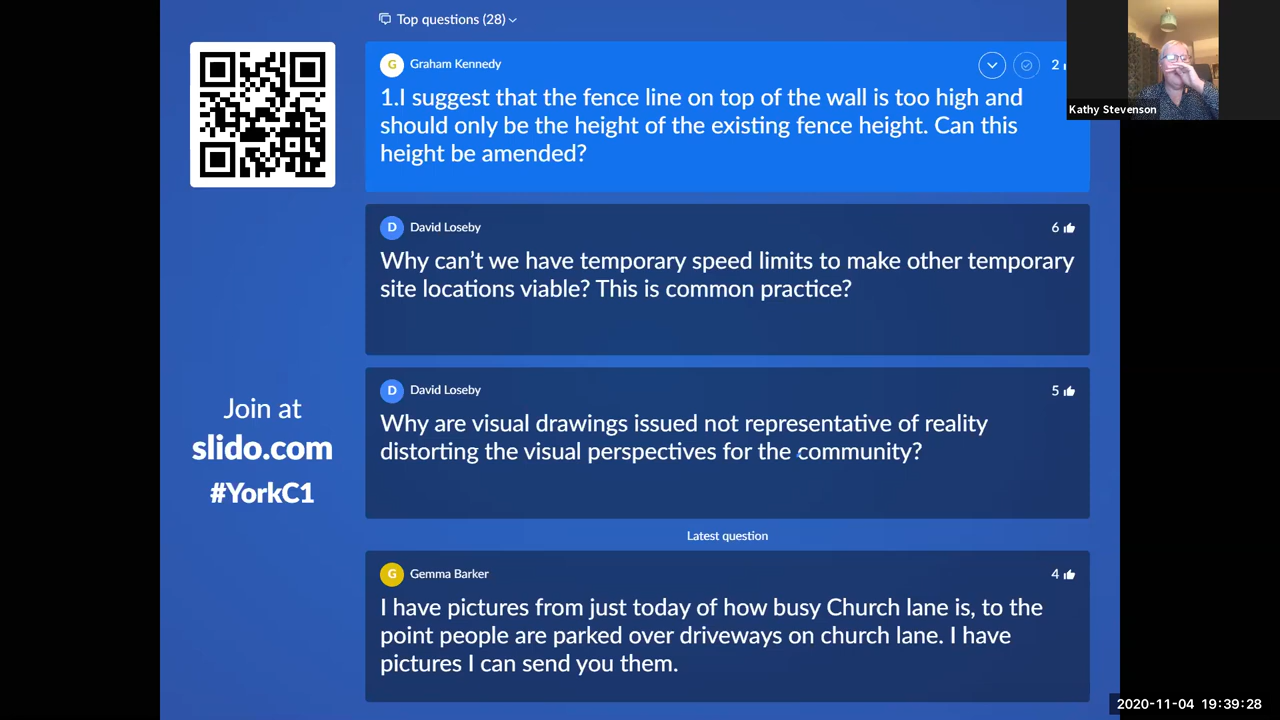 Top questions (28)
G Graham Kennedy 2
1.I suggest that the fence line on top of the wall is too high and
should only be the height of the existing fence height. Can this
height be amended?
Kathy Stevenson
D David Loseby 6
Why can't we have temporary speed limits to make other temporary
site locations viable? This is common practice?
D David Loseby 5
Why are visual drawings issued not representative of reality
distorting the visual perspectives for the community?
Join at
slido.com
#YorkC1
Latest question
G Gemma Barker 4
I have pictures from just today of how busy Church lane is, to the
point people are parked over driveways on church lane. I have
pictures I can send you them.
2020-11-04 19:39:28